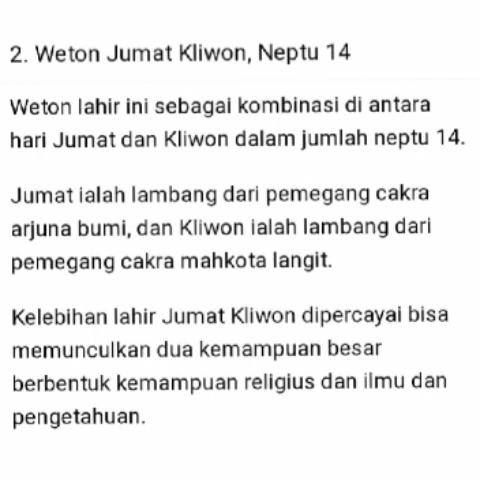 2. Weton Jumat Kliwon, Neptu 14
Weton lahir ini sebagai kombinasi di antara
hari Jumat dan Kliwon dalam jumlah neptu 14.
Jumat ialah lambang dari pemegang cakra
arjuna bumi, dan Kliwon ialah lambang dari
pemegang cakra mahkota langit.
Kelebihan lahir Jumat Kliwon dipercayai bisa
memunculkan dua kemampuan besar
berbentuk kemampuan religius dan ilmu dan
pengetahuan.